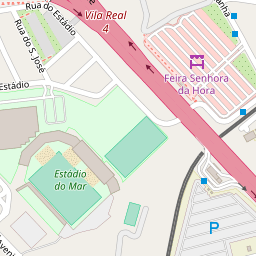 Rua do Estádio
Vila Real
4
Rua do S. José
Estádio
Feira Senhora
da Hora
Estádio
do Mar
P